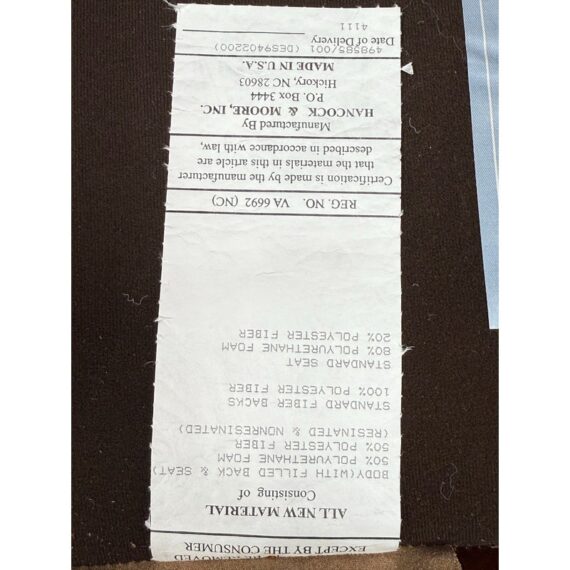 REMOVED
EXCEPT BY THE CONSUMER
ALL NEW MATERIAL
Consisting of
BODY(WITH FILLED BACK & SEAT)
50% POLYURETHANE FOAM
50% POLYESTER FIBER
(RESINATED & NONRESINATED)
STANDARD FIBER BACKS
100% POLYESTER FIBER
STANDARD SEAT
80% POLYURETHANE FOAM
20% POLYESTER FIBER
REG. NO. VA 6692 (NC)
Certification is made by the manufacturer
that the materials in this article are
described in accordance with law,
Manufactured By
HANCOCK & MOORE, INC.
P.O. Box 3444
Hickory, NC 28603
MADE IN U.S.A.
498585/001 (DES9403200)
Date of Delivery
4111